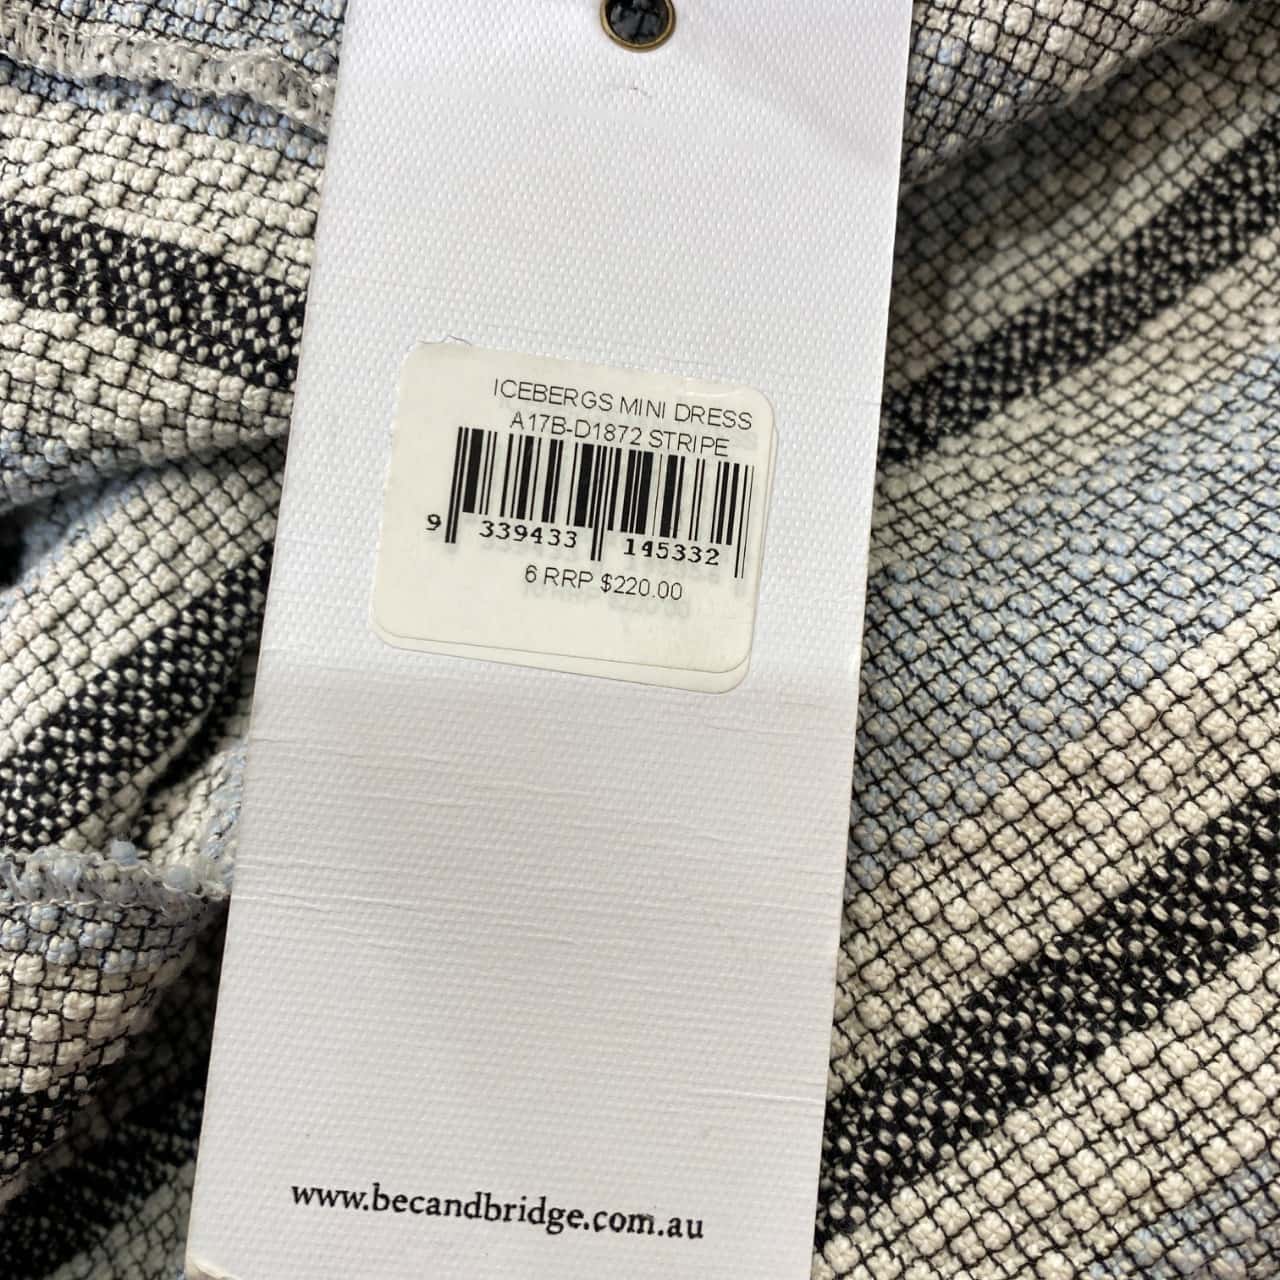 ICEBERGS MINI DRESS
A17B-D1872 STRIPE
9 339433 145332
6 RRP $220.00
www.becandbridge.com.au